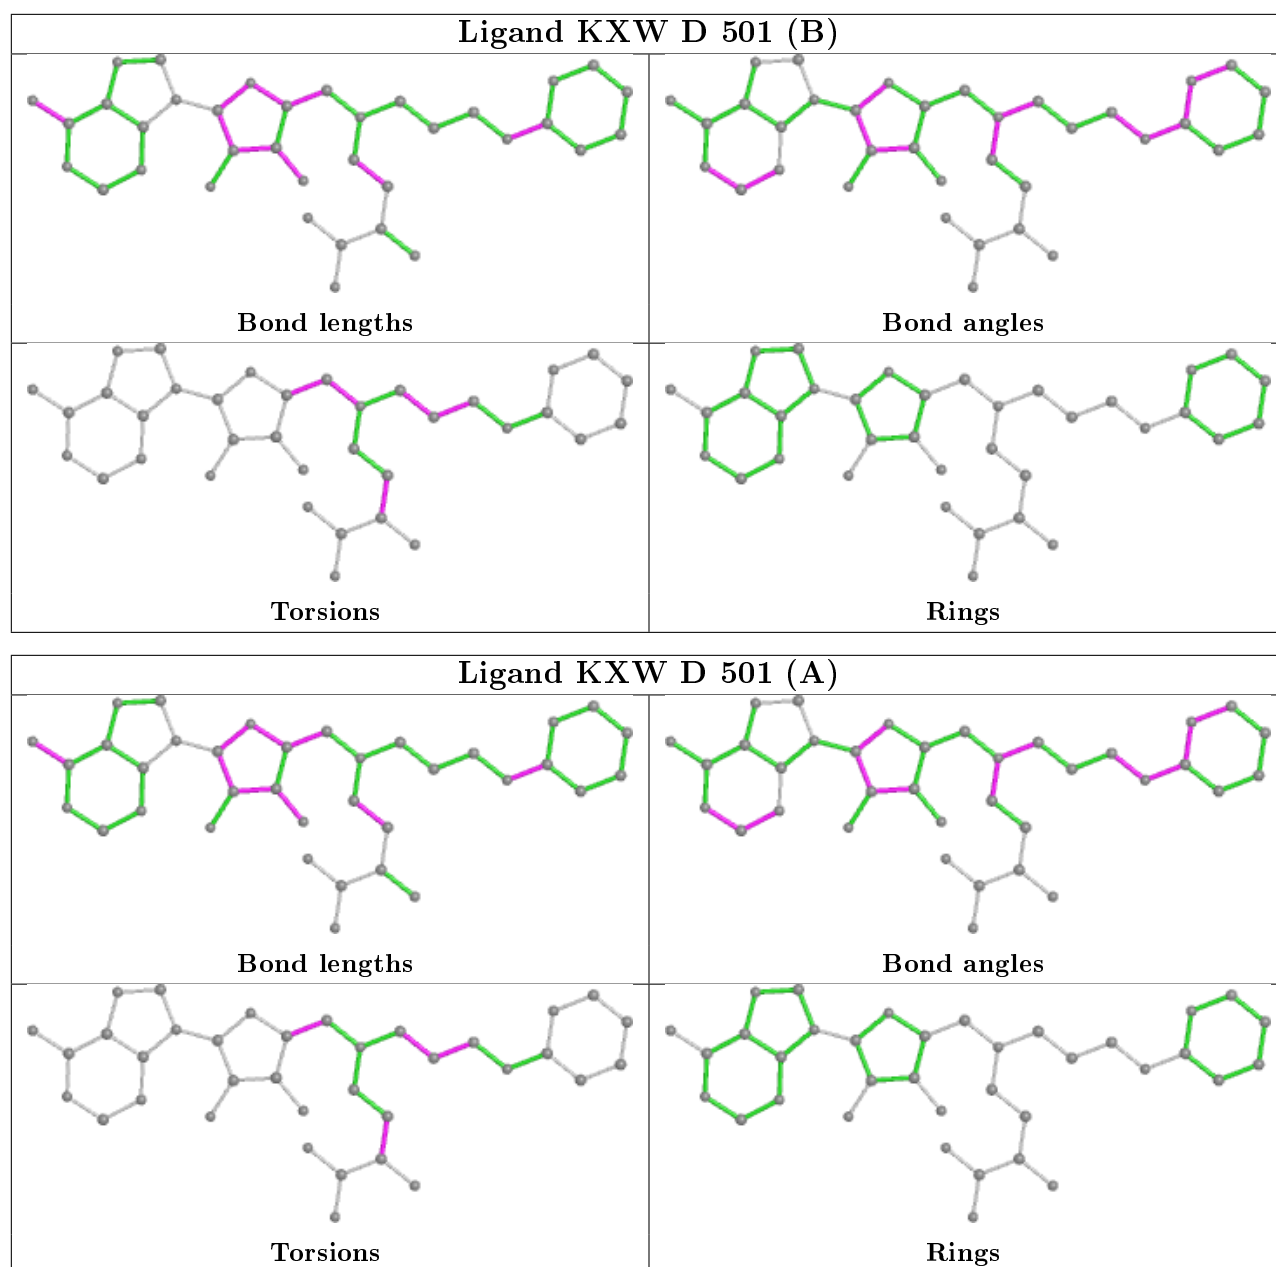 Ligand KXW D 501 (B)
Bond lengths
Bond angles
Torsions
Rings
Ligand KXW D 501 (A)
Bond lengths
Bond angles
Torsions
Rings